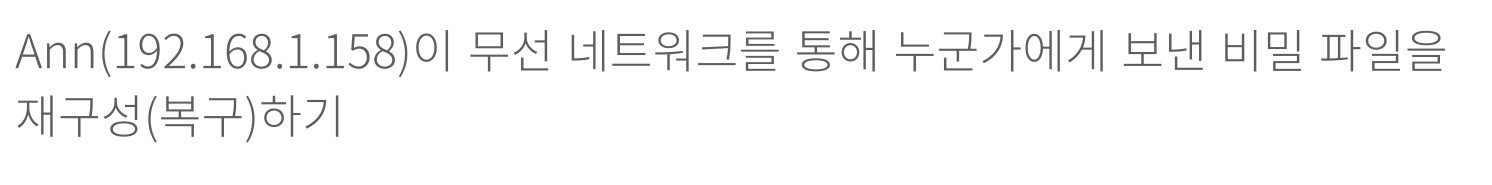 Ann(192.168.1.158)이 무선 네트워크를 통해 누군가에게 보낸 비밀 파일을
재구성(복구)하기